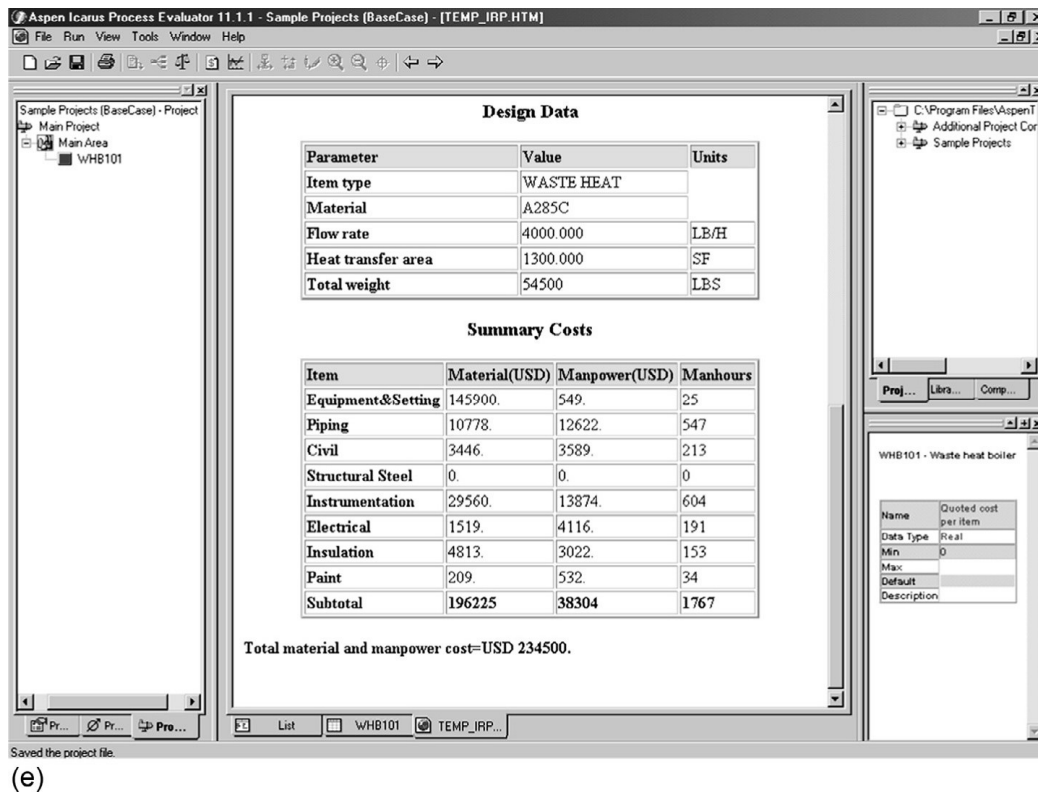 Aspen Icarus Process Evaluator 11.1.1 - Sample Projects (BaseCase) - [TEMP_IRP.HTM]
File Run View Tools Window Help
Sample Projects (BaseCase) - Project
Main Project
Main Area
WHB101
Design Data
Parameter Value Units
Item type WASTE HEAT
Material A285C
Flow rate 4000.000 LB/H
Heat transfer area 1300.000 SF
Total weight 54500 LBS
Summary Costs
Item Material(USD) Manpower(USD) Manhours
Equipment&Setting 145900. 549. 25
Piping 10778. 12622. 547
Civil 3446. 3589. 213
Structural Steel 0. 0. 0
Instrumentation 29560. 13874. 604
Electrical 1519. 4116. 191
Insulation 4813. 3022. 153
Paint 209. 532. 34
Subtotal 196225 38304 1767
Total material and manpower cost=USD 234500.
C:\Program Files\AspenT
Additional Project Cor
Sample Projects
Proj... Libra... Comp...
WHB101 - Waste heat boiler
Name Quoted cost
per item
Data Type Real
Min 0
Max
Default
Description
Pr... Pr... Pro...
List WHB101 TEMP_IRP...
Saved the project file.
(e)